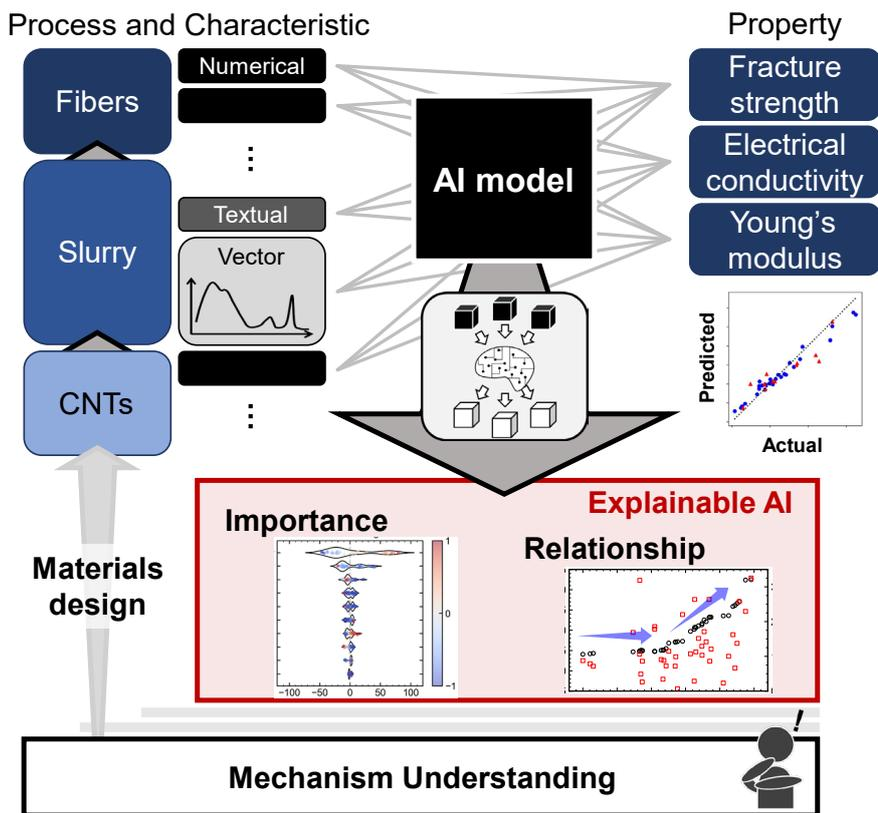 Process and Characteristic
Property
Fibers
Numerical
Fracture
strength
⋮
AI model
Electrical
conductivity
Slurry
Textual
Young's
modulus
Vector
CNTs
⋮
Predicted
Actual
Explainable AI
Importance
Relationship
1
0
−1
−100
−50
0
50
100
Materials
design
!
Mechanism Understanding